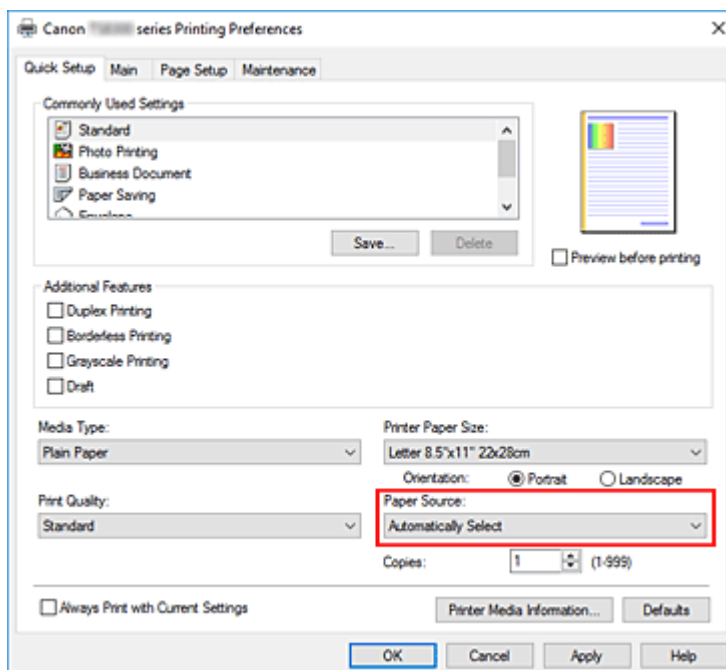 Canon series Printing Preferences
Quick Setup Main Page Setup Maintenance
Commonly Used Settings
Standard
Photo Printing
Business Document
Paper Saving
Envelope
Save... Delete
Preview before printing
Additional Features
Duplex Printing
Borderless Printing
Grayscale Printing
Draft
Media Type: Printer Paper Size:
Plain Paper Letter 8.5"x11" 22x28cm
Orientation: Portrait Landscape
Print Quality: Paper Source:
Standard Automatically Select
Copies: 1 (1-999)
Always Print with Current Settings Printer Media Information... Defaults
OK Cancel Apply Help